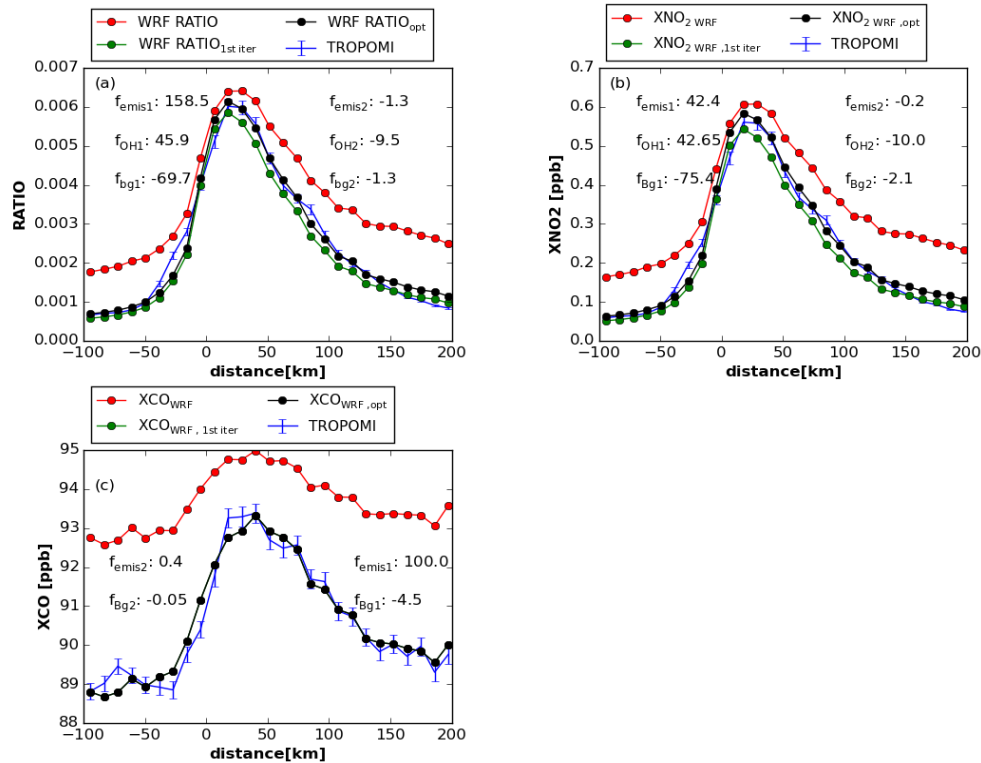 WRF RATIO
WRF RATIO_opt
WRF RATIO_1st iter
TROPOMI
(a)
f_emis1: 158.5
f_emis2: -1.3
f_OH1: 45.9
f_OH2: -9.5
f_bg1: -69.7
f_bg2: -1.3
RATIO
0.007
0.006
0.005
0.004
0.003
0.002
0.001
0.000
−100 −50 0 50 100 150 200
distance[km]
XNO_2 WRF
XNO_2 WRF ,opt
XNO_2 WRF ,1st iter
TROPOMI
(b)
f_emis1: 42.4
f_emis2: -0.2
f_OH1: 42.65
f_OH2: -10.0
f_Bg1: -75.4
f_Bg2: -2.1
XNO2 [ppb]
0.7
0.6
0.5
0.4
0.3
0.2
0.1
0.0
−100 −50 0 50 100 150 200
distance[km]
XCO_WRF
XCO_WRF ,opt
XCO_WRF , 1st iter
TROPOMI
(c)
f_emis2: 0.4
f_emis1: 100.0
f_Bg2: -0.05
f_Bg1: -4.5
XCO [ppb]
95
94
93
92
91
90
89
88
−100 −50 0 50 100 150 200
distance[km]